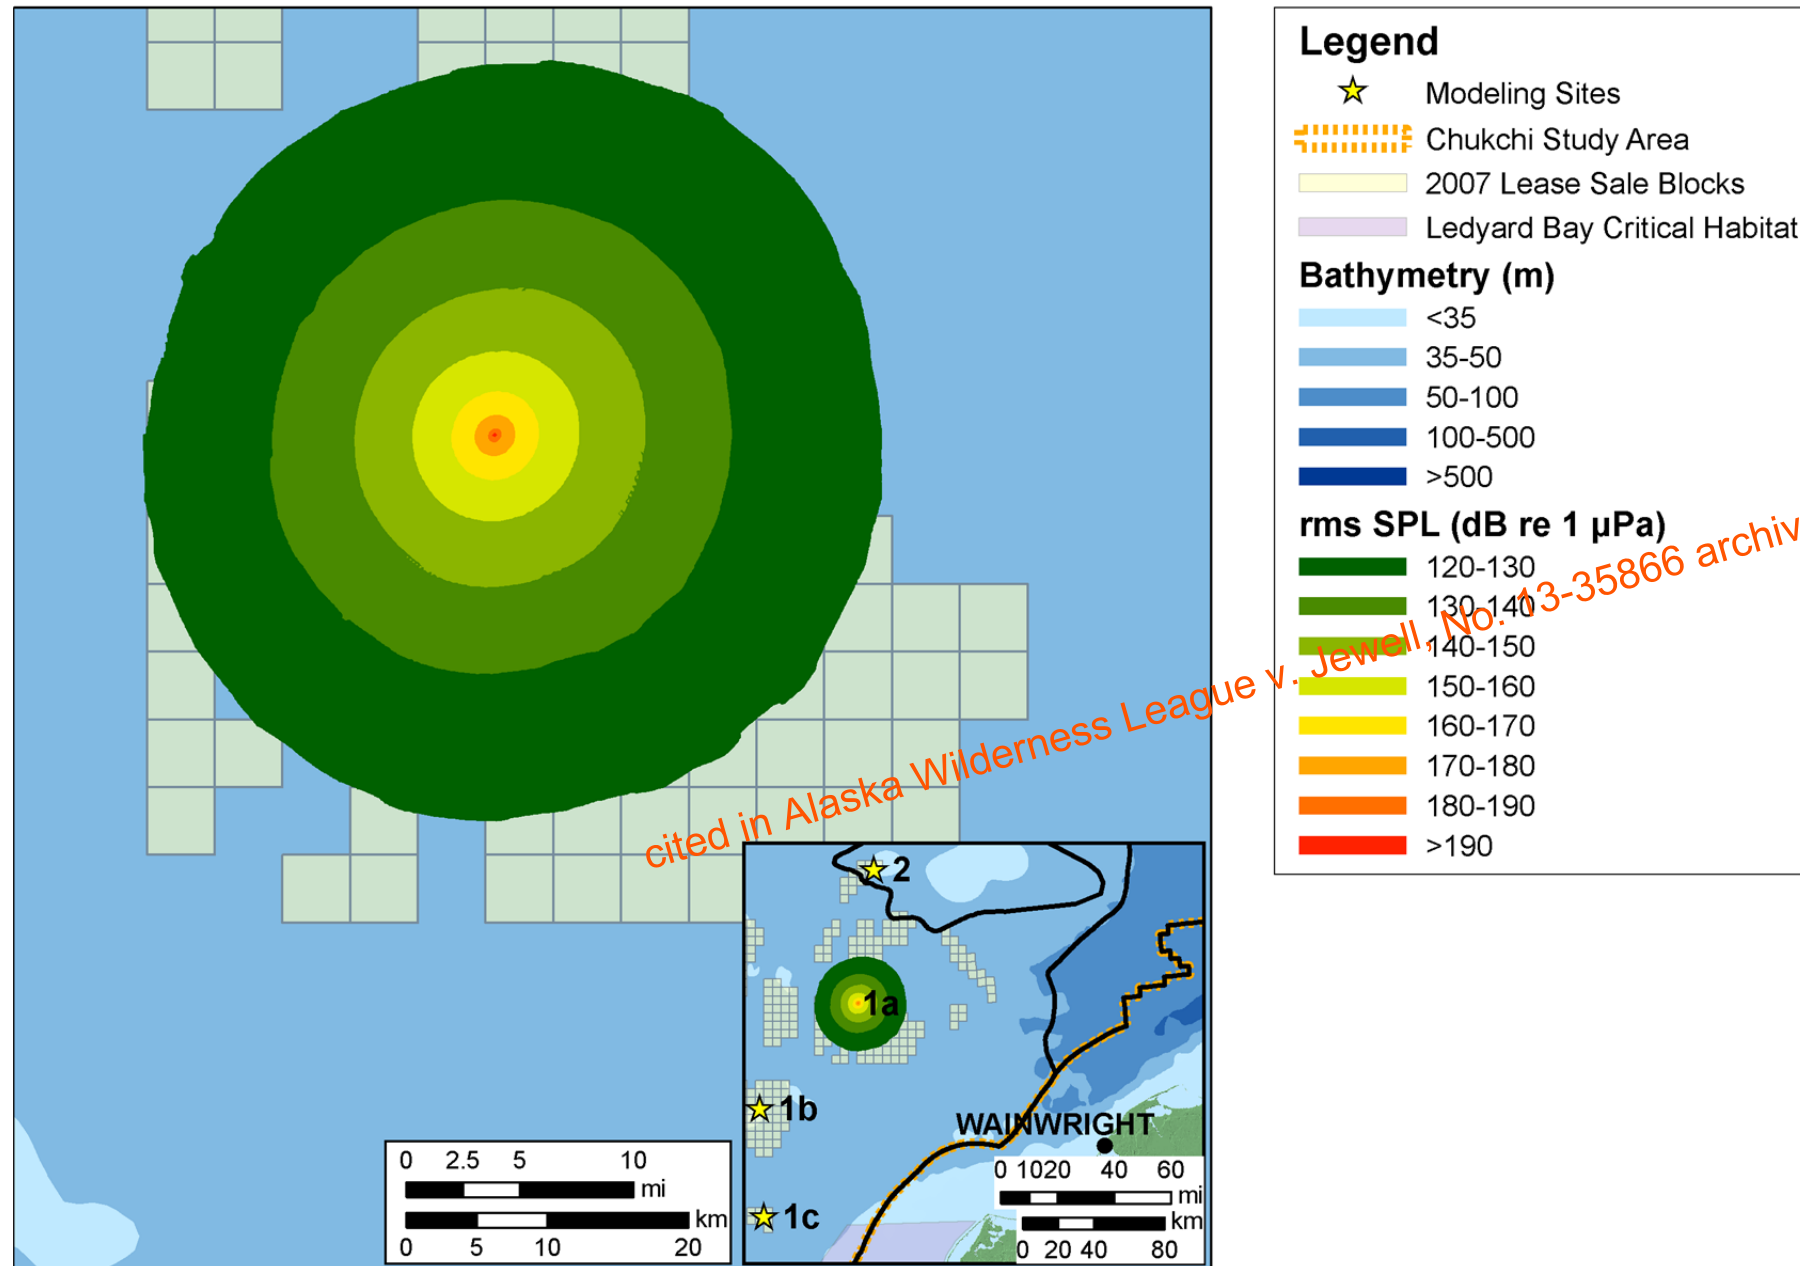 Legend
Modeling Sites
Chukchi Study Area
2007 Lease Sale Blocks
Ledyard Bay Critical Habitat
Bathymetry (m)
<35
35-50
50-100
100-500
>500
rms SPL (dB re 1 µPa)
120-130
130-140
140-150
150-160
160-170
170-180
180-190
>190
cited in Alaska Wilderness League v. Jewell, No. 13-35866 archiv
2
1a
1b
1c
WAINWRIGHT
0 10 20 40 60
mi
km
0 20 40 80
0 2.5 5 10
mi
km
0 5 10 20